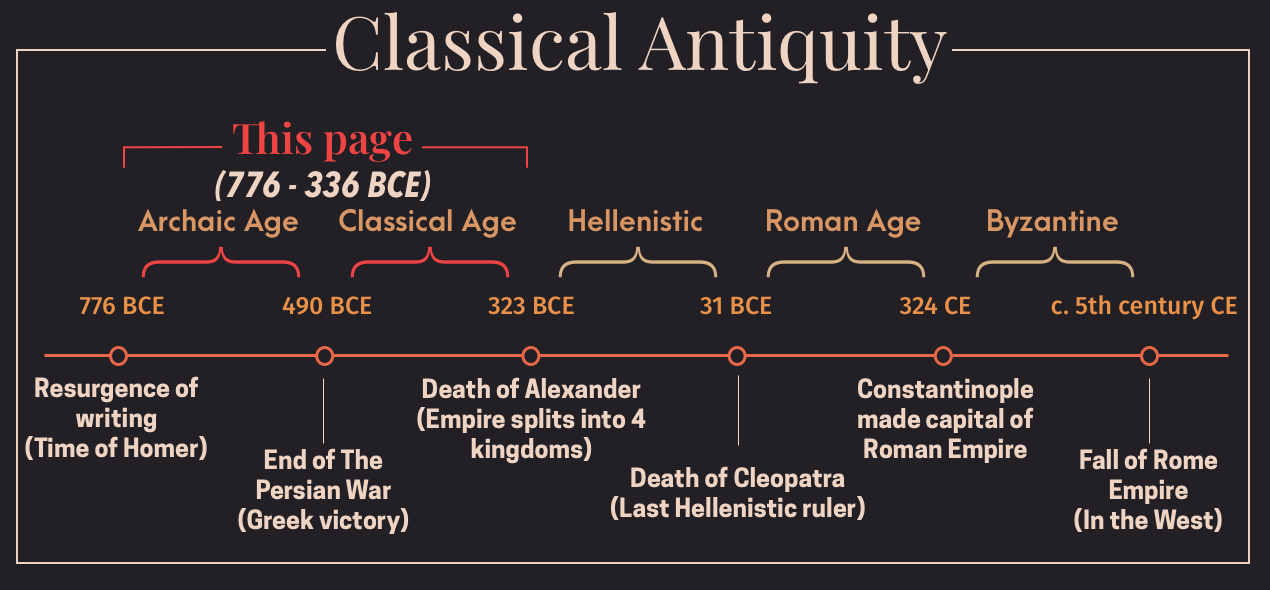 Classical Antiquity
This page
(776 - 336 BCE)
Archaic Age
Classical Age
Hellenistic
Roman Age
Byzantine
776 BCE
490 BCE
323 BCE
31 BCE
324 CE
c. 5th century CE
Resurgence of
writing
(Time of Homer)
End of The
Persian War
(Greek victory)
Death of Alexander
(Empire splits into 4
kingdoms)
Death of Cleopatra
(Last Hellenistic ruler)
Constantinople
made capital of
Roman Empire
Fall of Rome
Empire
(In the West)